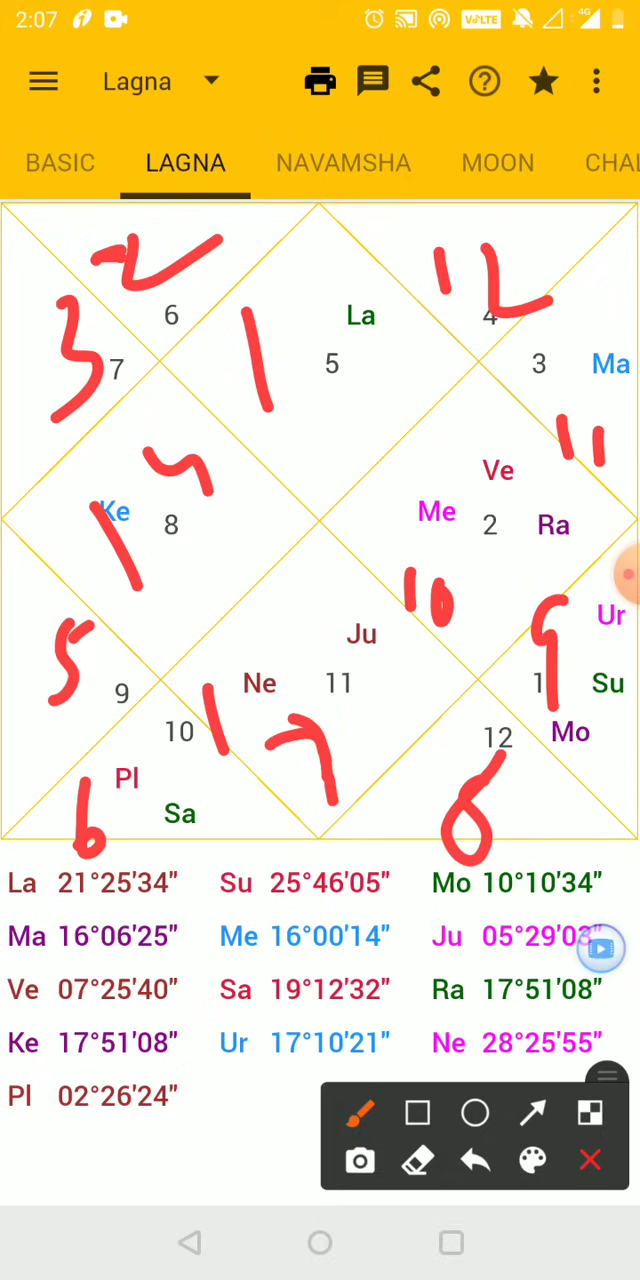 2:07 VoLTE 4G
Lagna
BASIC LAGNA NAVAMSHA MOON CHAL
2 12
3 6 1 La 4
7 5 3 Ma
11
4 Ve
Ke 8 Me 2 Ra
10 9 Ur
5 Ju
9 Ne 11 1 Su
10 7 12 Mo
Pl
6 Sa 8
La 21°25'34" Su 25°46'05" Mo 10°10'34"
Ma 16°06'25" Me 16°00'14" Ju 05°29'03"
Ve 07°25'40" Sa 19°12'32" Ra 17°51'08"
Ke 17°51'08" Ur 17°10'21" Ne 28°25'55"
Pl 02°26'24"